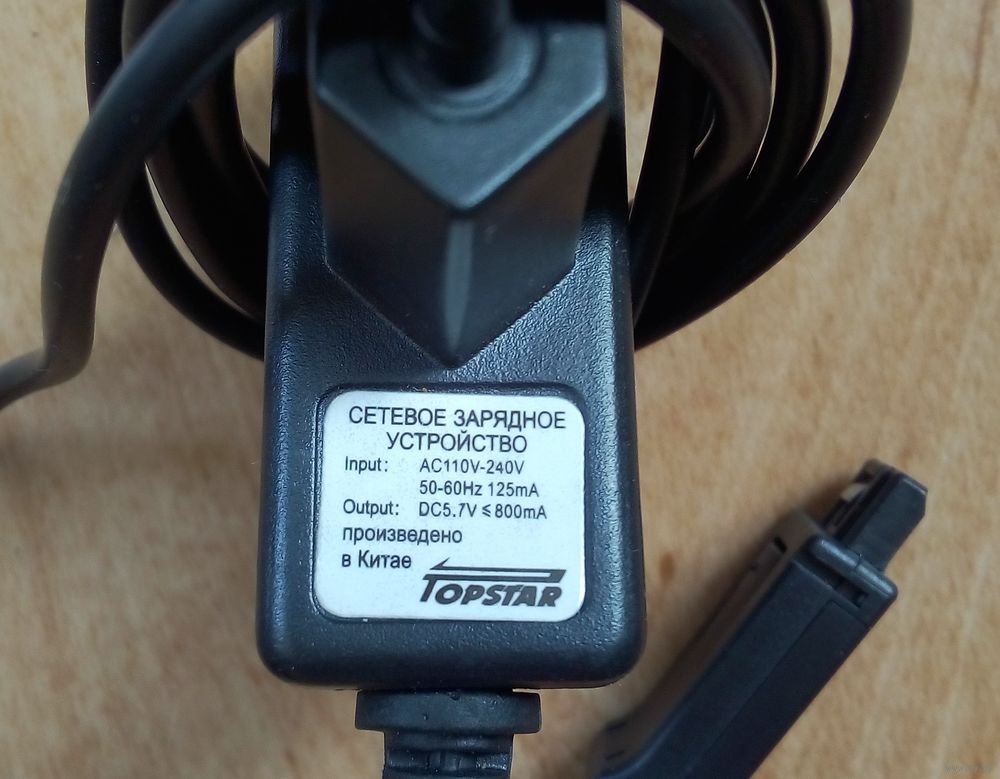 СЕТЕВОЕ ЗАРЯДНОЕ
УСТРОЙСТВО
Input: AC110V-240V
50-60Hz 125mA
Output: DC5.7V ≤800mA
произведено
в Китае
TOPSTAR